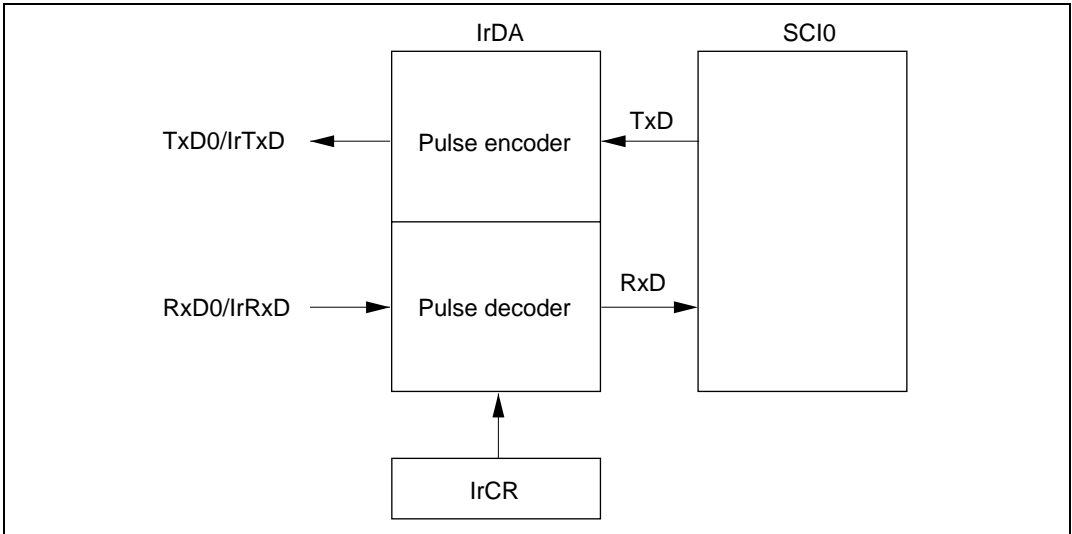 IrDA
SCI0
TxD0/IrTxD
Pulse encoder
TxD
RxD0/IrRxD
Pulse decoder
RxD
IrCR